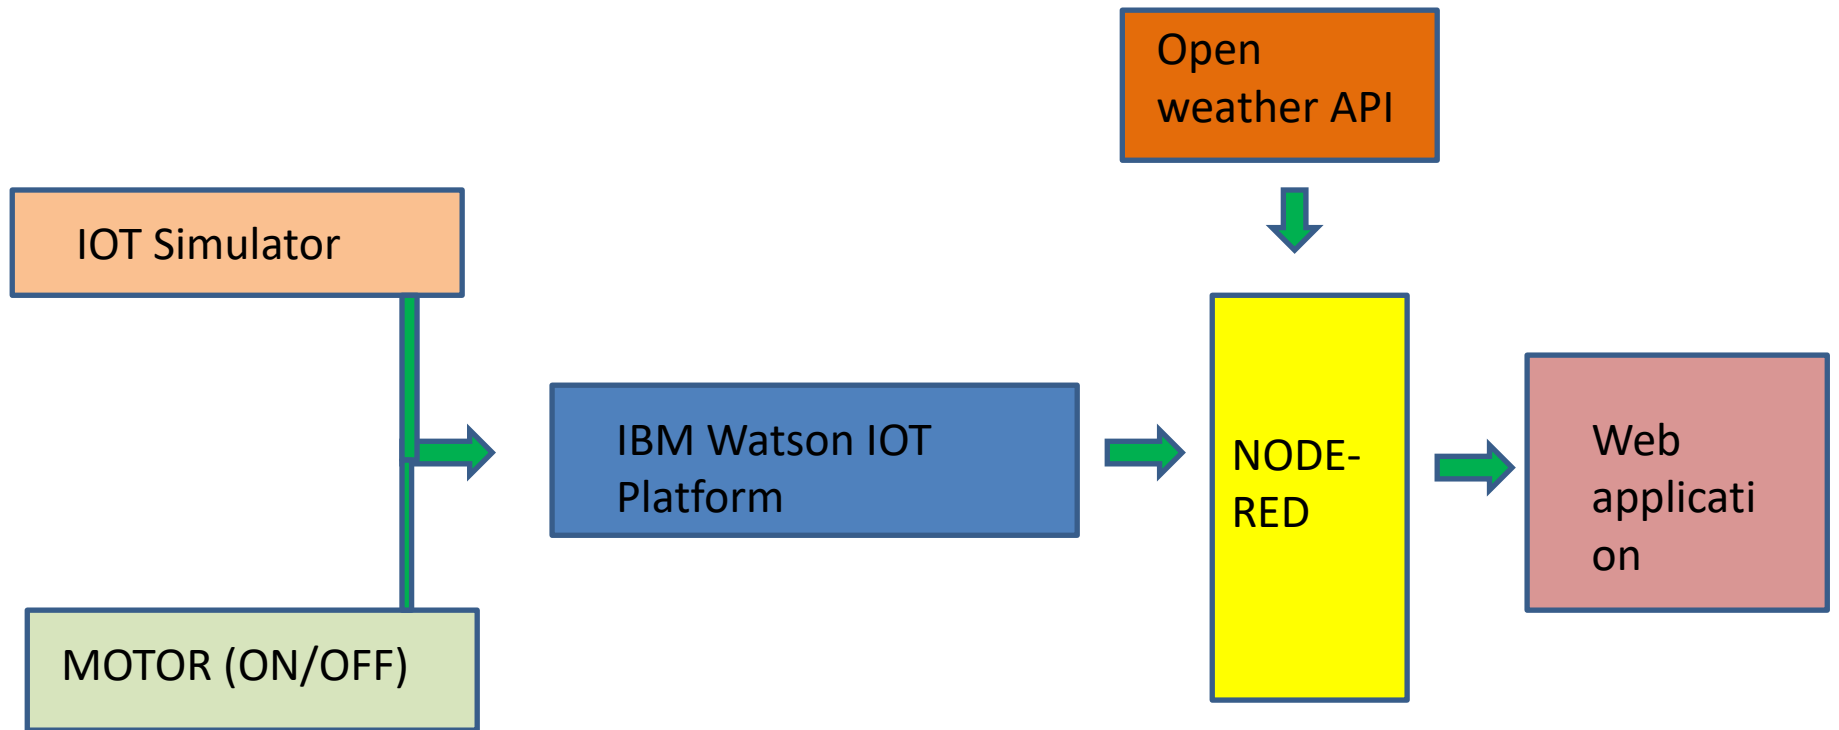 Open
weather API
IOT Simulator
IBM Watson IOT
Platform
NODE-
RED
Web
applicati
on
MOTOR (ON/OFF)